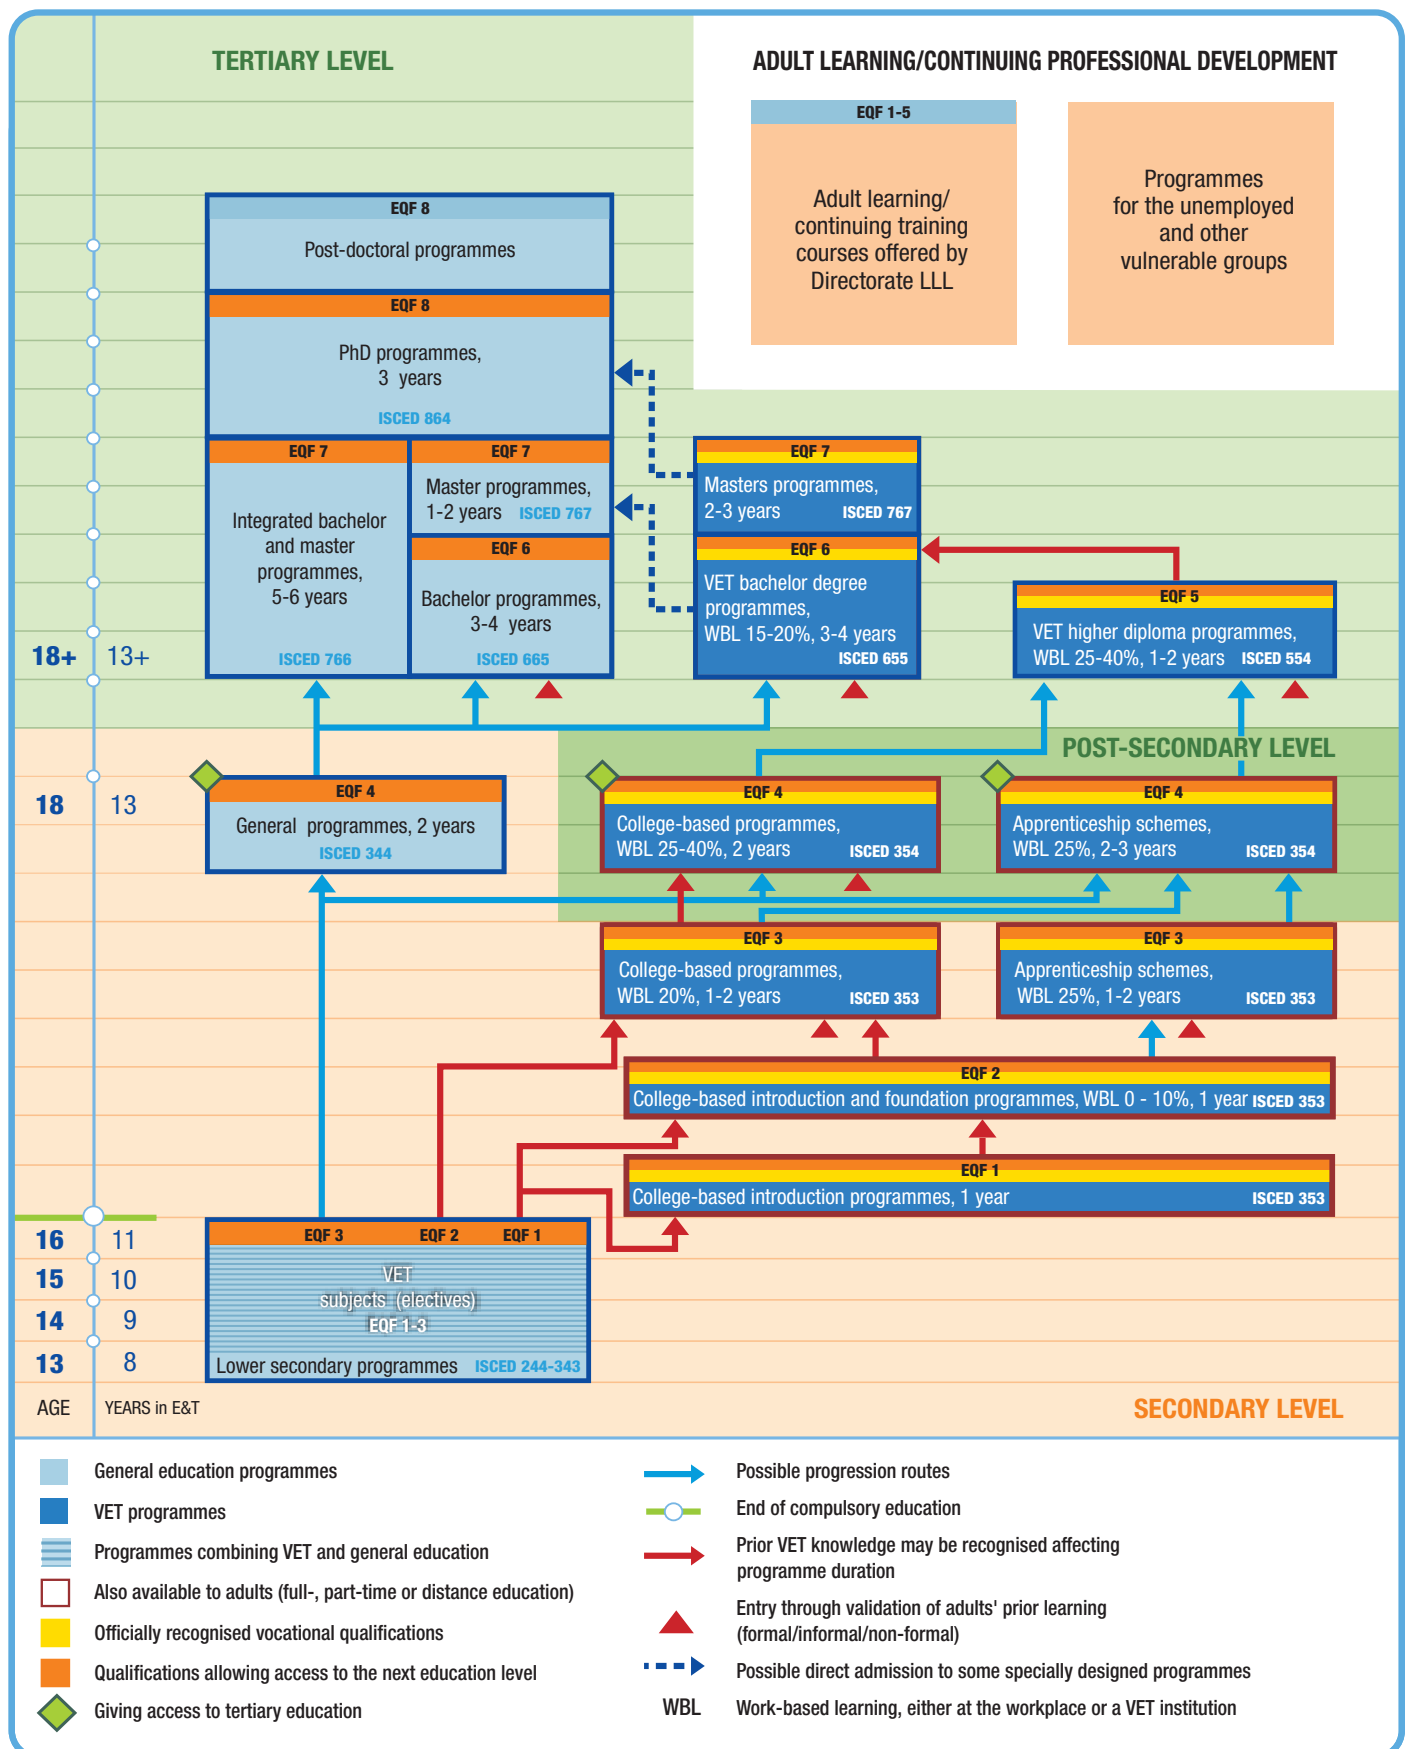 TERTIARY LEVEL
ADULT LEARNING/CONTINUING PROFESSIONAL DEVELOPMENT
EQF 1-5
Adult learning/
continuing training
courses offered by
Directorate LLL
Programmes
for the unemployed
and other
vulnerable groups
EQF 8
Post-doctoral programmes
EQF 8
PhD programmes,
3 years
ISCED 864
EQF 7
Integrated bachelor
and master
programmes,
5-6 years
ISCED 766
EQF 7
Master programmes,
1-2 years ISCED 767
EQF 6
Bachelor programmes,
3-4 years
ISCED 665
EQF 7
Masters programmes,
2-3 years ISCED 767
EQF 6
VET bachelor degree
programmes,
WBL 15-20%, 3-4 years
ISCED 655
EQF 5
VET higher diploma programmes,
WBL 25-40%, 1-2 years ISCED 554
18+ 13+
POST-SECONDARY LEVEL
18 13
EQF 4
General programmes, 2 years
ISCED 344
EQF 4
College-based programmes,
WBL 25-40%, 2 years ISCED 354
EQF 4
Apprenticeship schemes,
WBL 25%, 2-3 years ISCED 354
EQF 3
College-based programmes,
WBL 20%, 1-2 years ISCED 353
EQF 3
Apprenticeship schemes,
WBL 25%, 1-2 years ISCED 353
EQF 2
College-based introduction and foundation programmes, WBL 0 - 10%, 1 year ISCED 353
EQF 1
College-based introduction programmes, 1 year ISCED 353
16 11
15 10
14 9
13 8
EQF 3 EQF 2 EQF 1
VET
subjects (electives)
EQF 1-3
Lower secondary programmes ISCED 244-343
AGE YEARS in E&T
SECONDARY LEVEL
General education programmes
VET programmes
Programmes combining VET and general education
Also available to adults (full-, part-time or distance education)
Officially recognised vocational qualifications
Qualifications allowing access to the next education level
Giving access to tertiary education
Possible progression routes
End of compulsory education
Prior VET knowledge may be recognised affecting
programme duration
Entry through validation of adults' prior learning
(formal/informal/non-formal)
Possible direct admission to some specially designed programmes
WBL Work-based learning, either at the workplace or a VET institution